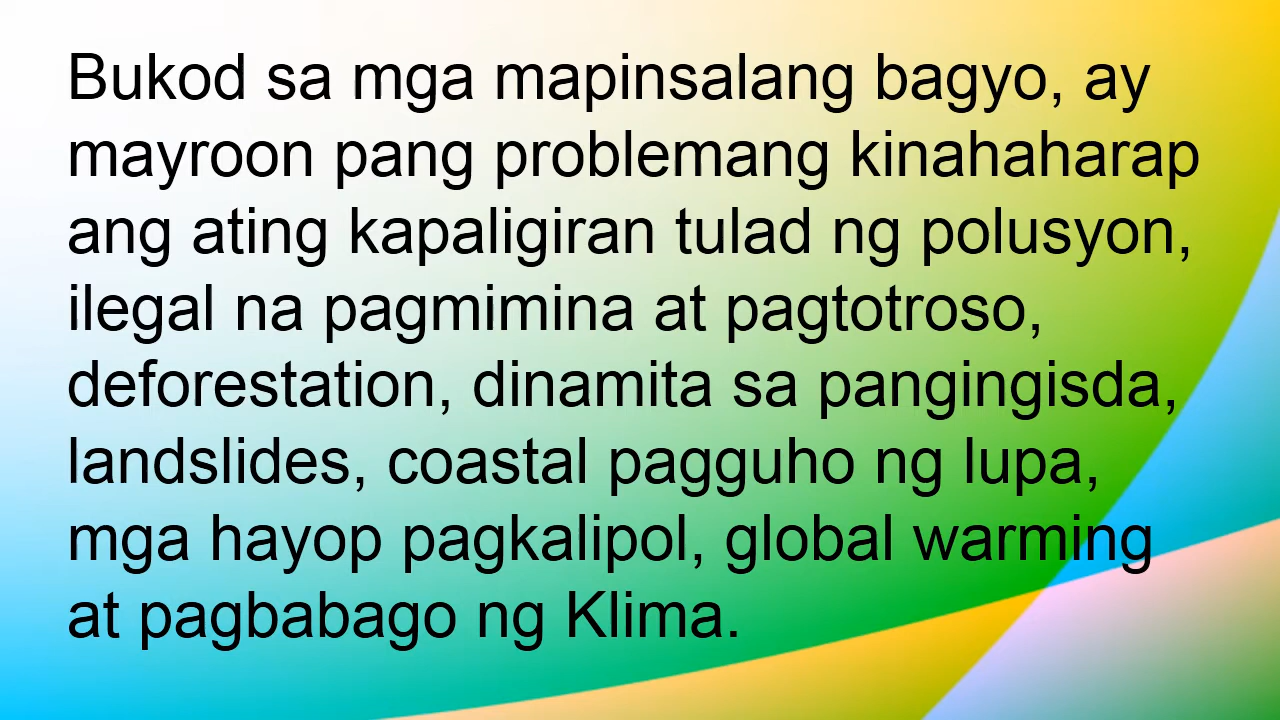 Bukod sa mga mapinsalang bagyo, ay
mayroon pang problemang kinahaharap
ang ating kapaligiran tulad ng polusyon,
ilegal na pagmimina at pagtotroso,
deforestation, dinamita sa pangingisda,
landslides, coastal pagguho ng lupa,
mga hayop pagkalipol, global warming
at pagbabago ng Klima.